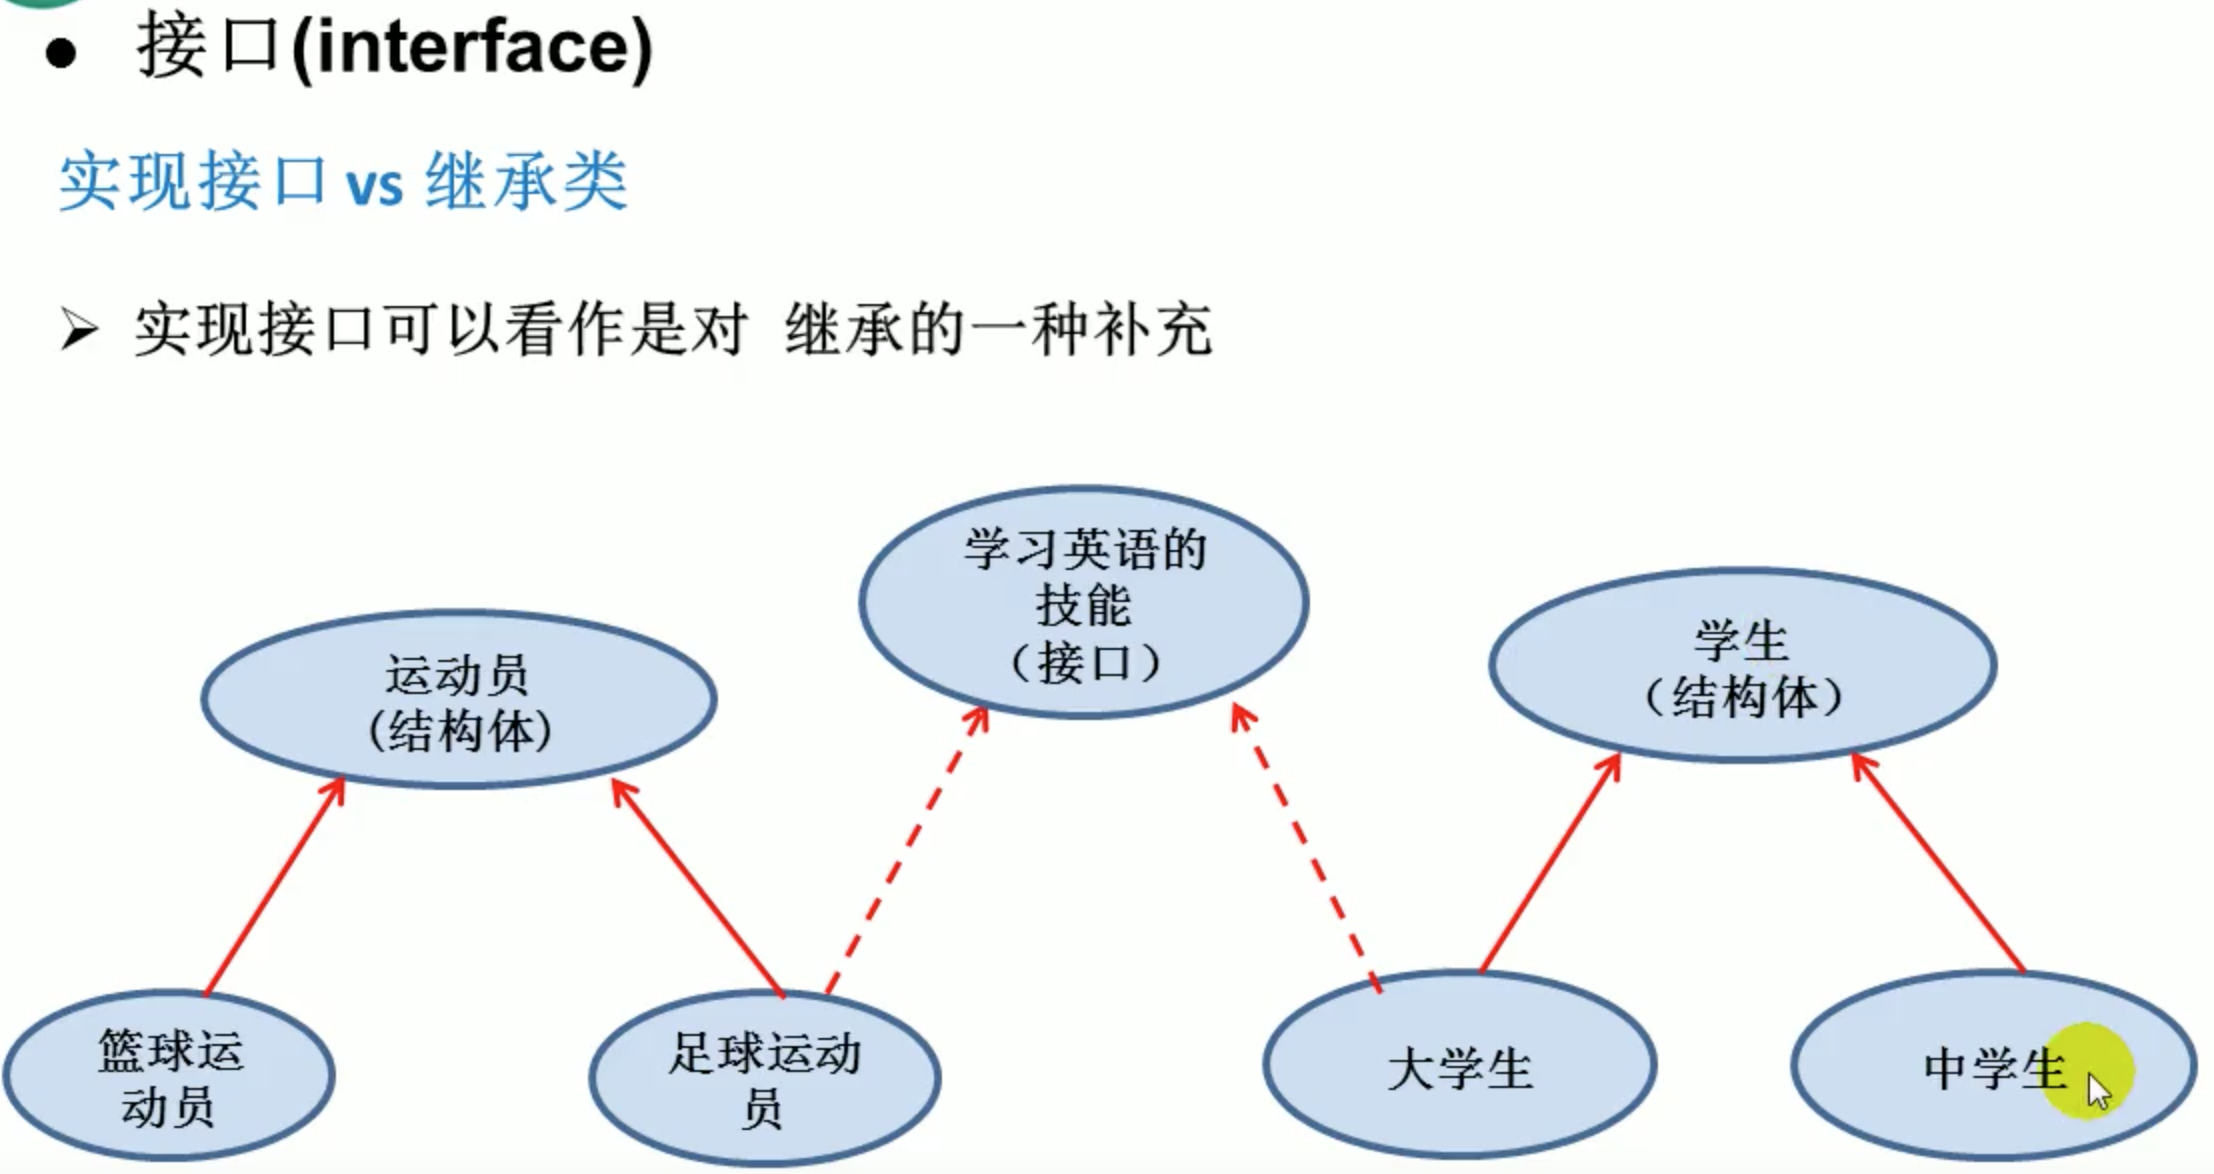 接口(interface)
实现接口 vs 继承类
实现接口可以看作是对 继承的一种补充
学习英语的
技能
（接口）
运动员
(结构体)
学生
（结构体）
篮球运
动员
足球运动
员
大学生
中学生